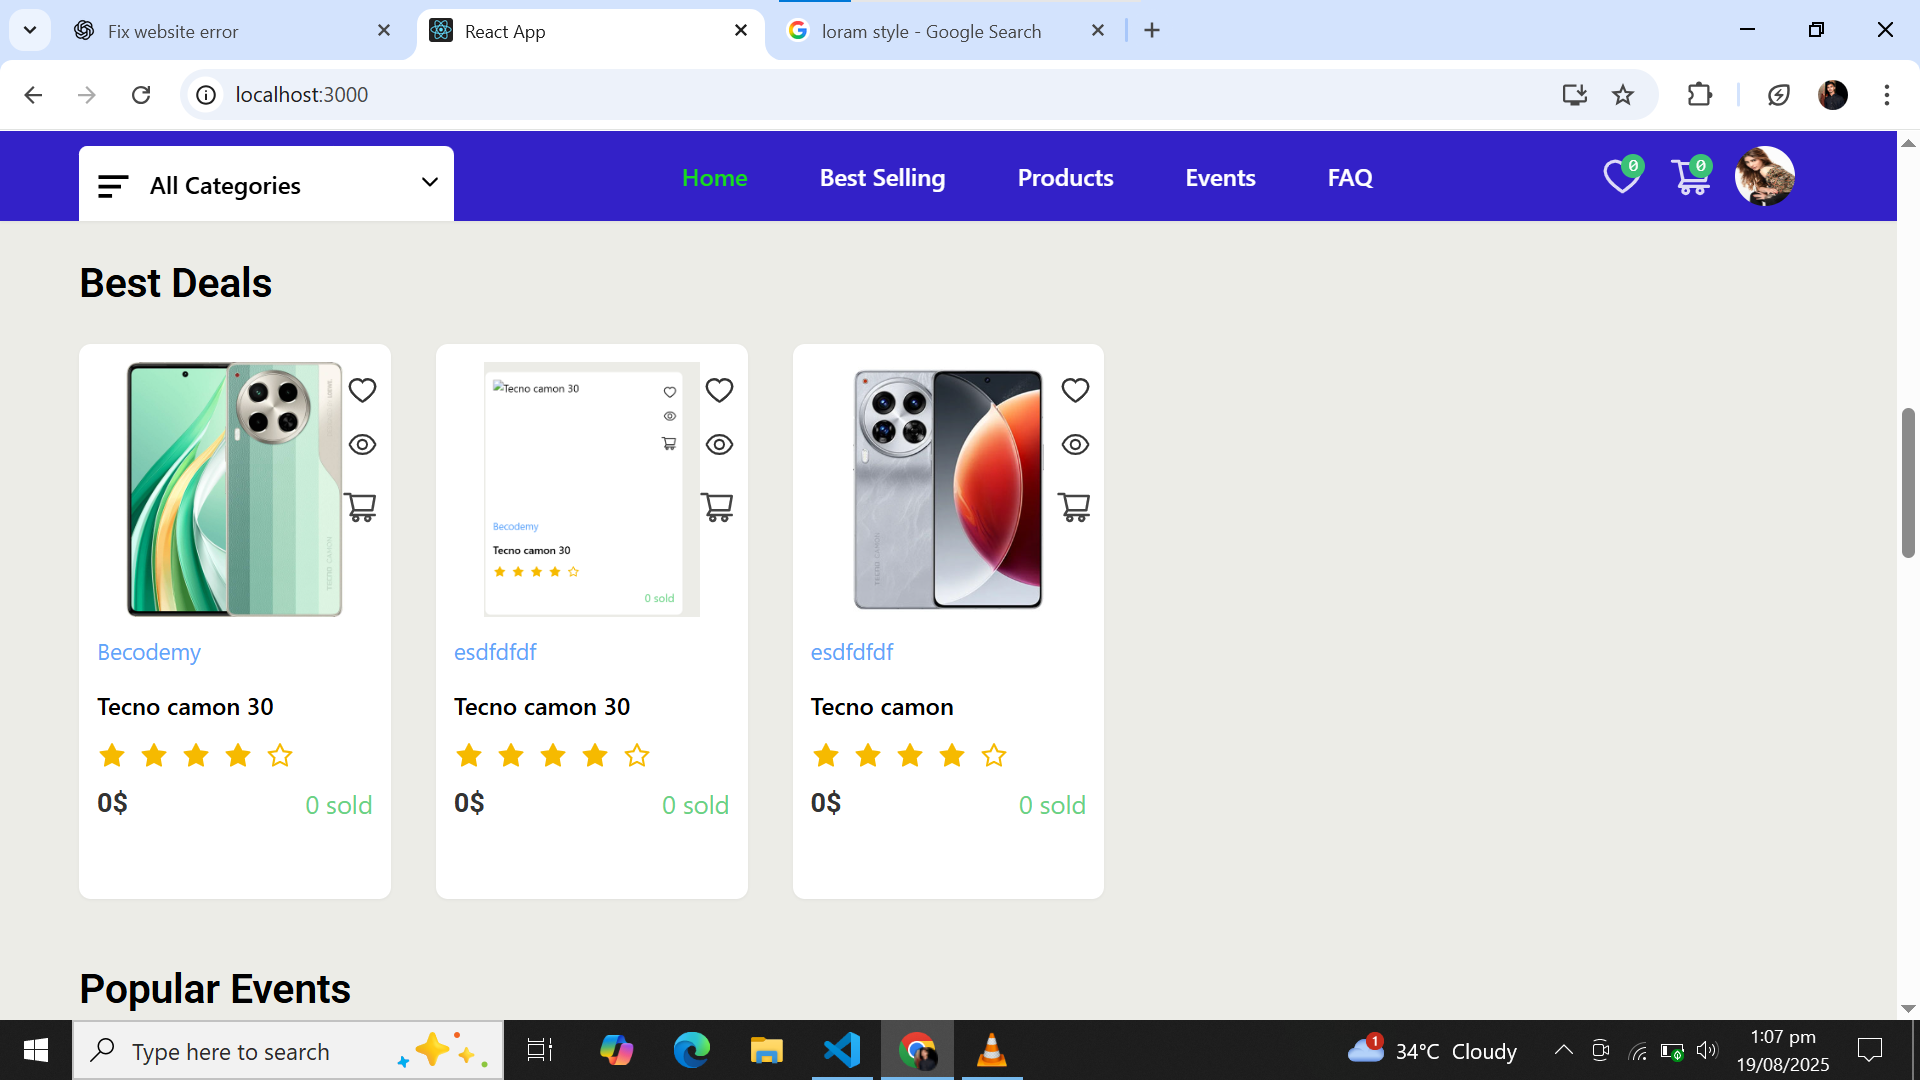 Fix website error
React App
loram style - Google Search
localhost:3000
All Categories
Home
Best Selling
Products
Events
FAQ
0
0
Best Deals
Tecno camon 30
Becodemy
Tecno camon 30
0 sold
Becodemy
esdfdfdf
esdfdfdf
Tecno camon 30
Tecno camon 30
Tecno camon
0$
0 sold
0$
0 sold
0$
0 sold
Popular Events
Type here to search
1
34°C Cloudy
1:07 pm
19/08/2025